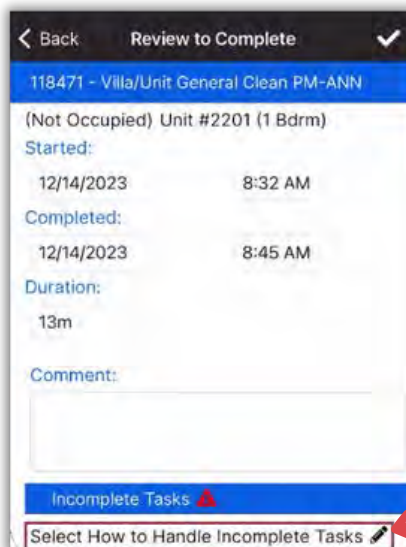 Back Review to Complete
118471 - Villa/Unit General Clean PM-ANN
(Not Occupied) Unit #2201 (1 Bdrm)
Started:
12/14/2023 8:32 AM
Completed:
12/14/2023 8:45 AM
Duration:
13m
Comment:
Incomplete Tasks
Select How to Handle Incomplete Tasks